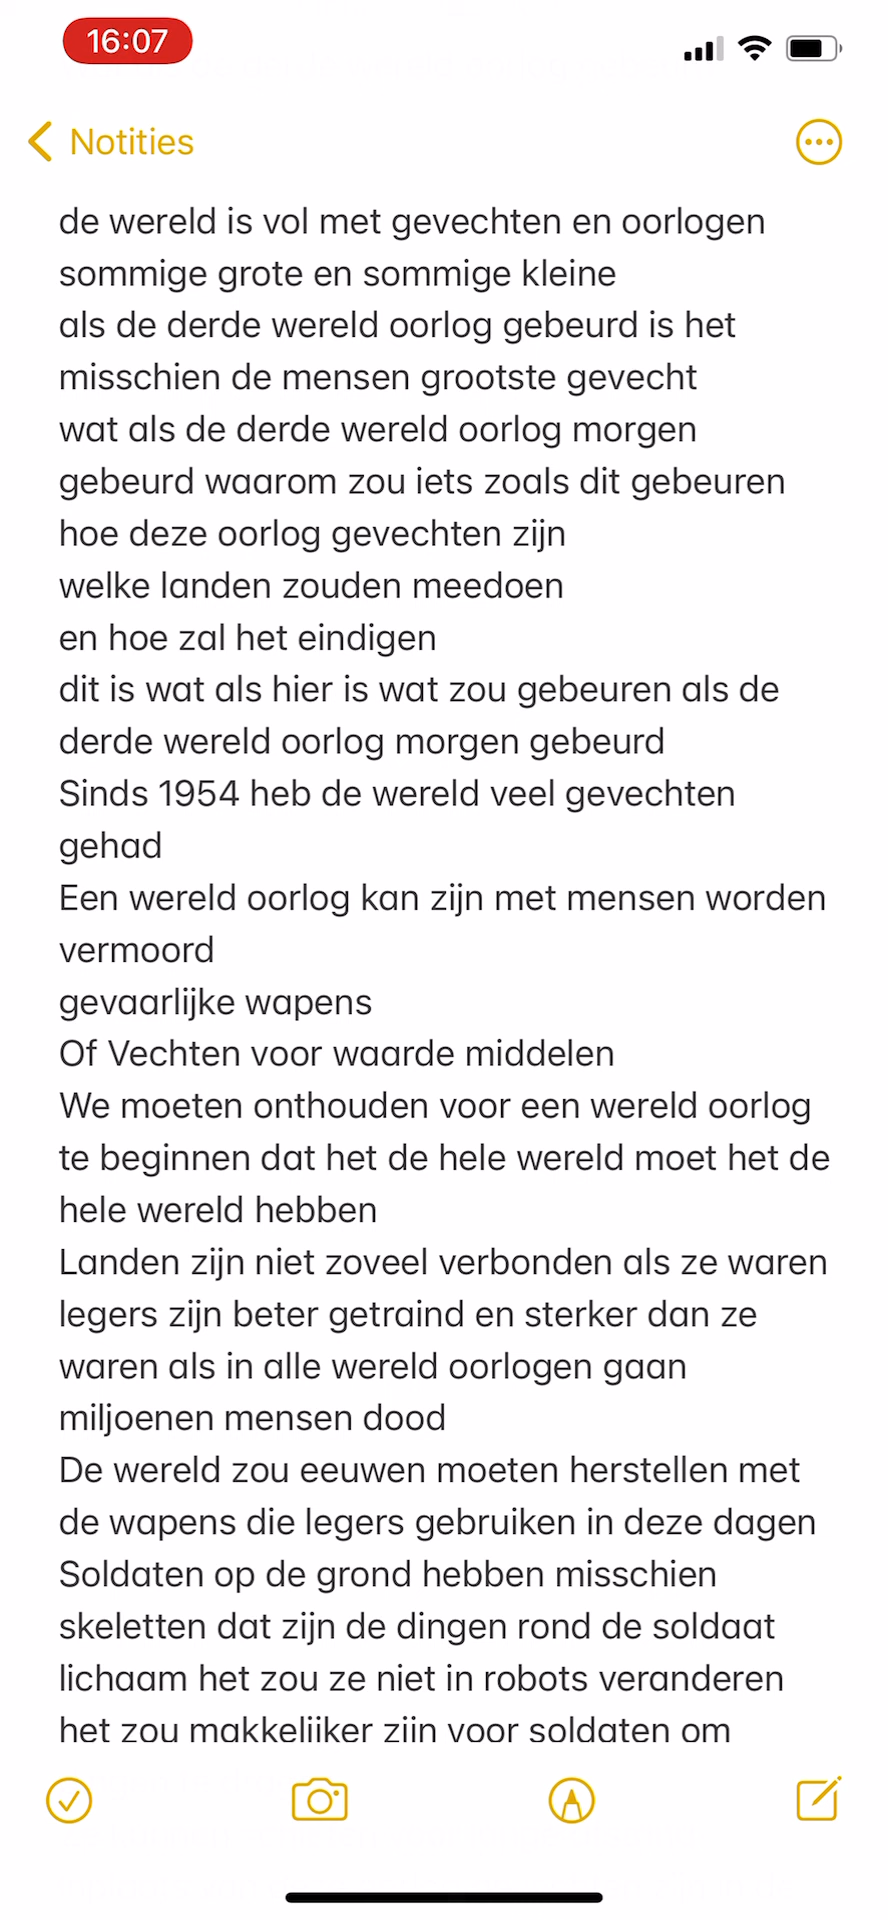 16:07
Notities
de wereld is vol met gevechten en oorlogen
sommige grote en sommige kleine
als de derde wereld oorlog gebeurd is het
misschien de mensen grootste gevecht
wat als de derde wereld oorlog morgen
gebeurd waarom zou iets zoals dit gebeuren
hoe deze oorlog gevechten zijn
welke landen zouden meedoen
en hoe zal het eindigen
dit is wat als hier is wat zou gebeuren als de
derde wereld oorlog morgen gebeurd
Sinds 1954 heb de wereld veel gevechten
gehad
Een wereld oorlog kan zijn met mensen worden
vermoord
gevaarlijke wapens
Of Vechten voor waarde middelen
We moeten onthouden voor een wereld oorlog
te beginnen dat het de hele wereld moet het de
hele wereld hebben
Landen zijn niet zoveel verbonden als ze waren
legers zijn beter getraind en sterker dan ze
waren als in alle wereld oorlogen gaan
miljoenen mensen dood
De wereld zou eeuwen moeten herstellen met
de wapens die legers gebruiken in deze dagen
Soldaten op de grond hebben misschien
skeletten dat zijn de dingen rond de soldaat
lichaam het zou ze niet in robots veranderen
het zou makkelijker zijn voor soldaten om